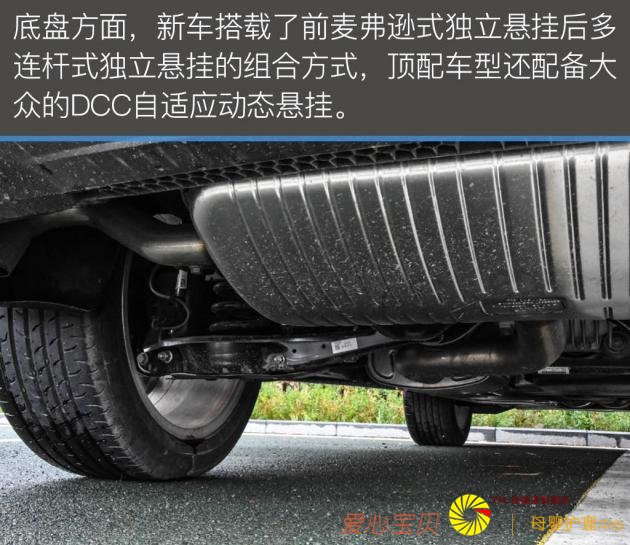 底盘方面，新车搭载了前麦弗逊式独立悬挂后多
连杆式独立悬挂的组合方式，顶配车型还配备大
众的DCC自适应动态悬挂。
爱心宝贝
母婴护理